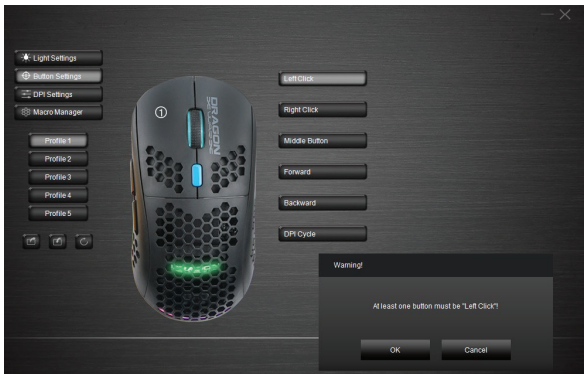 Light Settings
Button Settings
DPI Settings
Macro Manager
Profile 1
Profile 2
Profile 3
Profile 4
Profile 5
1
DRAGON
Left Click
Right Click
Middle Button
Forward
Backward
DPI Cycle
Warning!
At least one button must be "Left Click"!
OK
Cancel